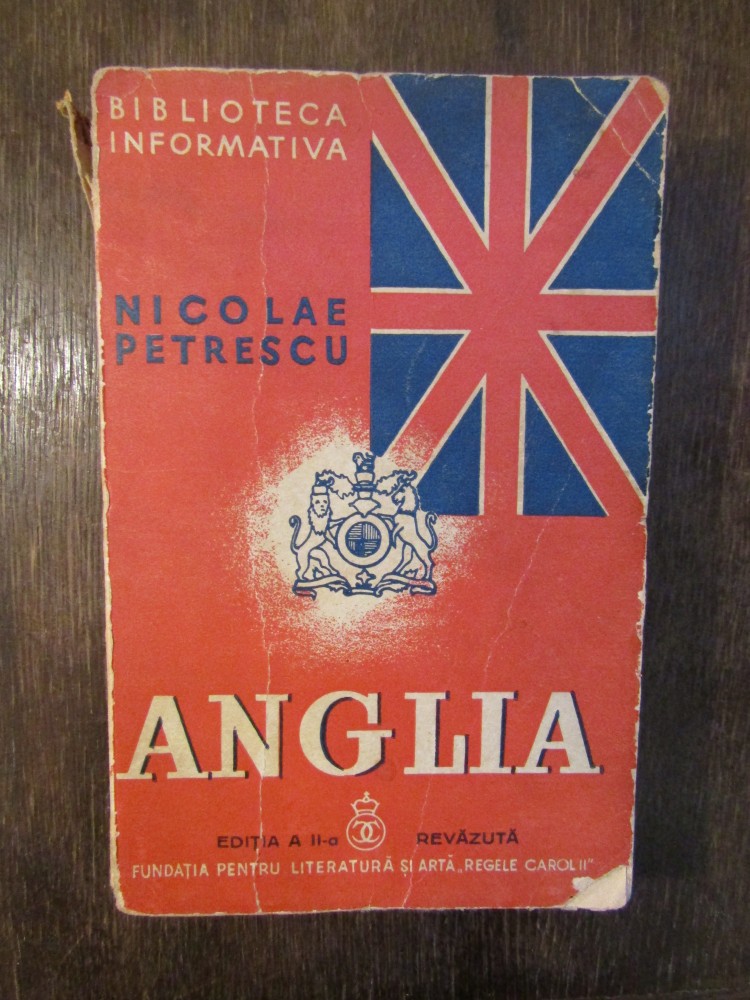 BIBLIOTECA
INFORMATIVA
NICOLAE
PETRESCU
ANGLIA
EDIȚIA A II-a REVĂZUTĂ
FUNDAȚIA PENTRU LITERATURĂ ȘI ARTĂ „REGELE CAROL II"